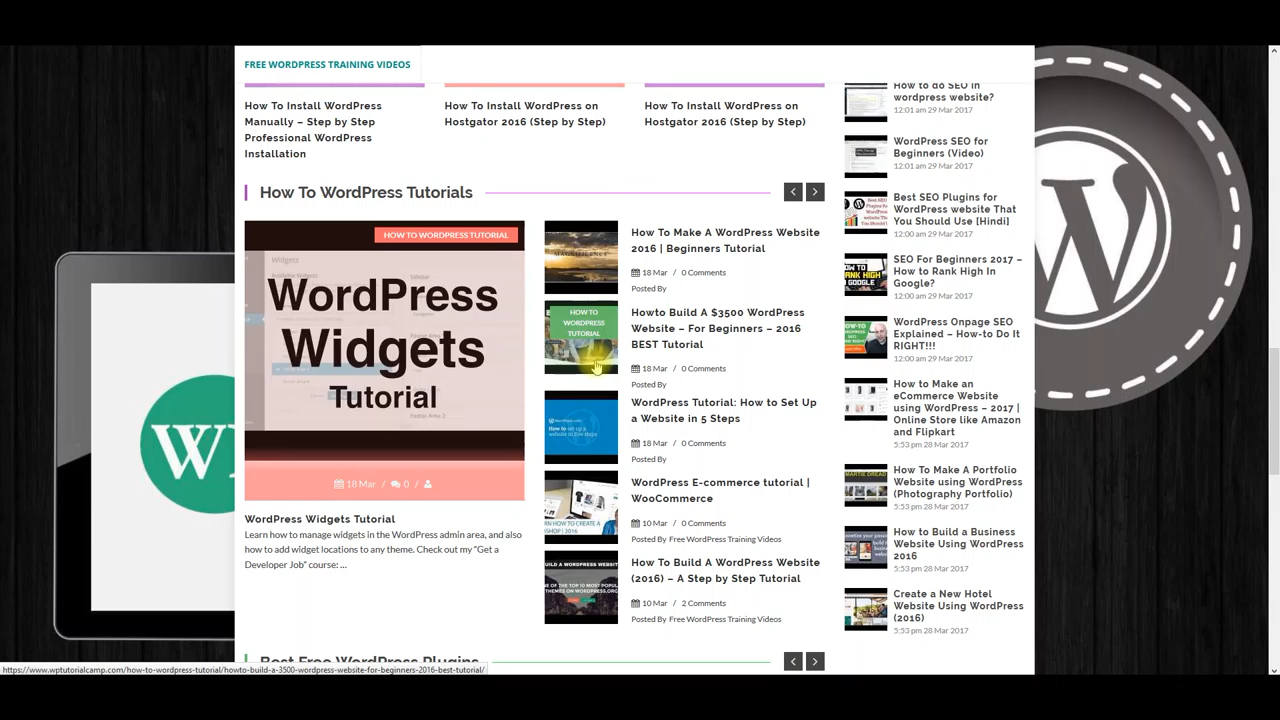 FREE WORDPRESS TRAINING VIDEOS
How To Install WordPress
Manually – Step by Step
Professional WordPress
Installation
How To Install WordPress on
Hostgator 2016 (Step by Step)
How To Install WordPress on
Hostgator 2016 (Step by Step)
How To WordPress Tutorials
HOW TO WORDPRESS TUTORIAL
WordPress
Widgets
Tutorial
18 Mar / 0 /
WordPress Widgets Tutorial
Learn how to manage widgets in the WordPress admin area, and also
how to add widget locations to any theme. Check out my "Get a
Developer Job" course: ...
MAGNIFICENCE
How To Make A WordPress Website
2016 | Beginners Tutorial
18 Mar / 0 Comments
Posted By
HOW TO
WORDPRESS
TUTORIAL
Howto Build A $3500 WordPress
Website – For Beginners – 2016
BEST Tutorial
18 Mar / 0 Comments
Posted By
WordPress Tutorial: How to Set Up
a Website in 5 Steps
18 Mar / 0 Comments
Posted By
WordPress E-commerce tutorial |
WooCommerce
10 Mar / 0 Comments
Posted By Free WordPress Training Videos
How To Build A WordPress Website
(2016) – A Step by Step Tutorial
10 Mar / 2 Comments
Posted By Free WordPress Training Videos
Best Free WordPress Plugins
How to do SEO in
wordpress website?
12:01 am 29 Mar 2017
WordPress SEO for
Beginners (Video)
12:01 am 29 Mar 2017
Best SEO Plugins for
WordPress website That
You Should Use [Hindi]
12:00 am 29 Mar 2017
SEO For Beginners 2017 –
How to Rank High In
Google?
12:00 am 29 Mar 2017
WordPress Onpage SEO
Explained – How-to Do It
RIGHT!!!
12:00 am 29 Mar 2017
How to Make an
eCommerce Website
using WordPress – 2017 |
Online Store like Amazon
and Flipkart
5:53 pm 28 Mar 2017
How To Make A Portfolio
Website using WordPress
(Photography Portfolio)
5:53 pm 28 Mar 2017
How to Build a Business
Website Using WordPress
2016
5:53 pm 28 Mar 2017
Create a New Hotel
Website Using WordPress
(2016)
5:53 pm 28 Mar 2017
https://www.wptutorialcamp.com/how-to-wordpress-tutorial/howto-build-a-3500-wordpress-website-for-beginners-2016-best-tutorial/